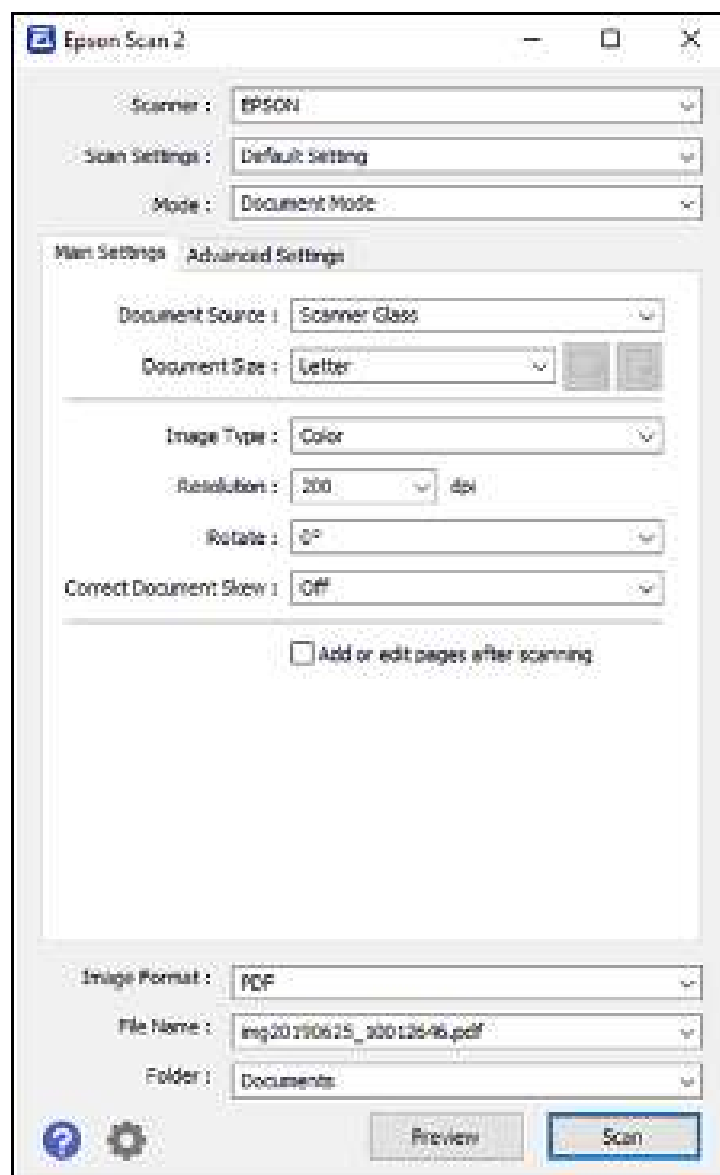 Epson Scan 2
Scanner : EPSON
Scan Settings : Default Setting
Mode : Document Mode
Main Settings Advanced Settings
Document Source : Scanner Glass
Document Size : Letter
Image Type : Color
Resolution : 200 dpi
Rotate : 0°
Correct Document Skew : Off
Add or edit pages after scanning
Image Format : PDF
File Name :
Folder : Documents
? Preview Scan